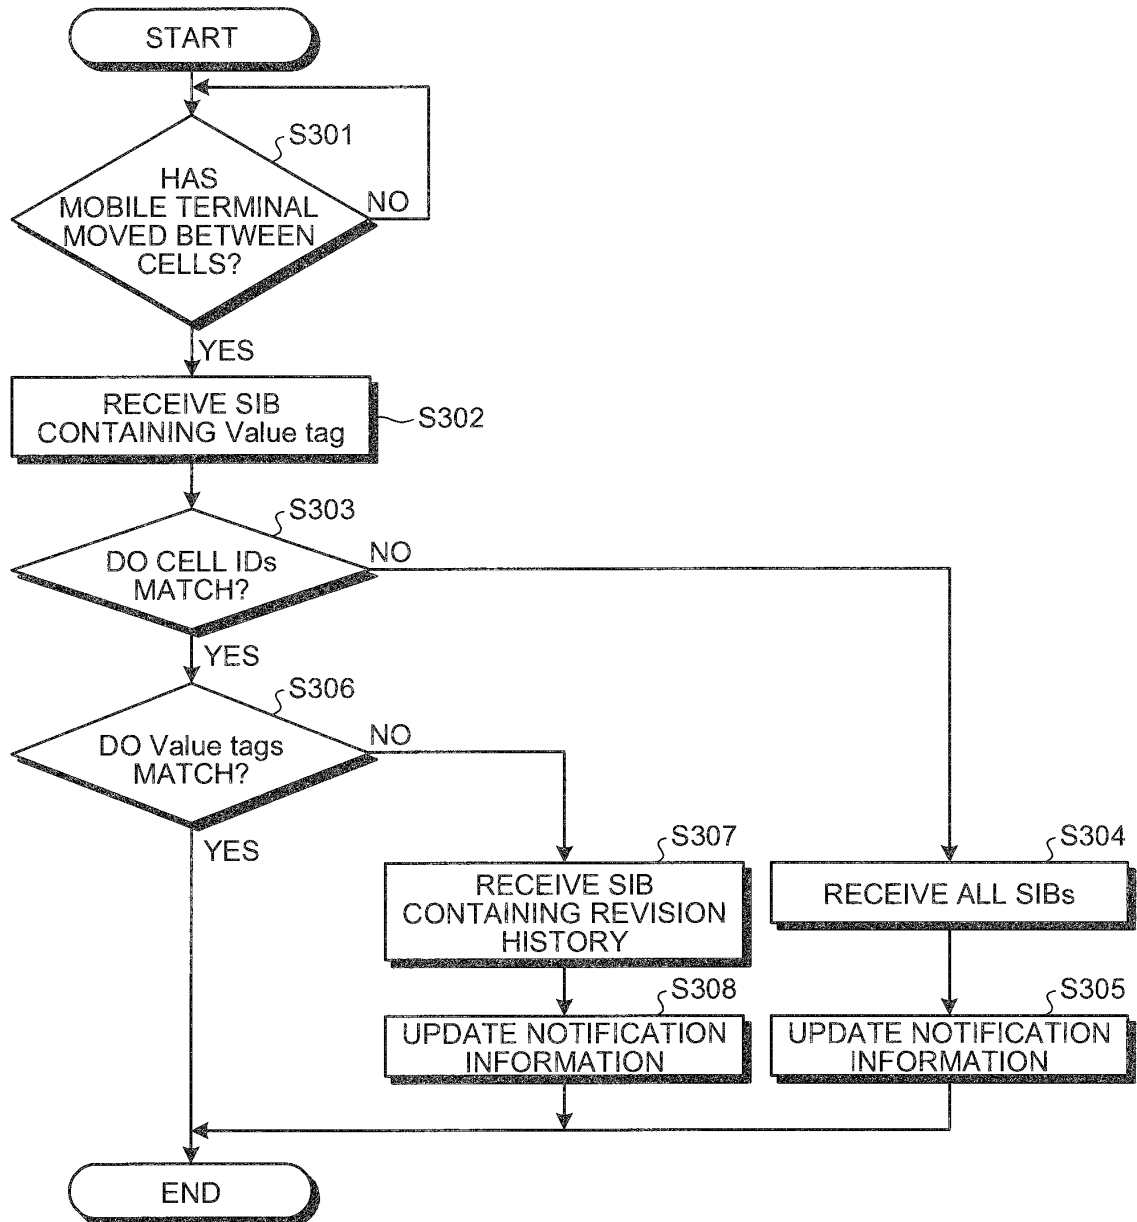 START
S301
HAS
MOBILE TERMINAL
MOVED BETWEEN
CELLS?
NO
YES
RECEIVE SIB
CONTAINING Value tag
S302
S303
DO CELL IDs
MATCH?
NO
YES
S306
DO Value tags
MATCH?
NO
YES
S307
RECEIVE SIB
CONTAINING REVISION
HISTORY
S304
RECEIVE ALL SIBs
S308
UPDATE NOTIFICATION
INFORMATION
S305
UPDATE NOTIFICATION
INFORMATION
END